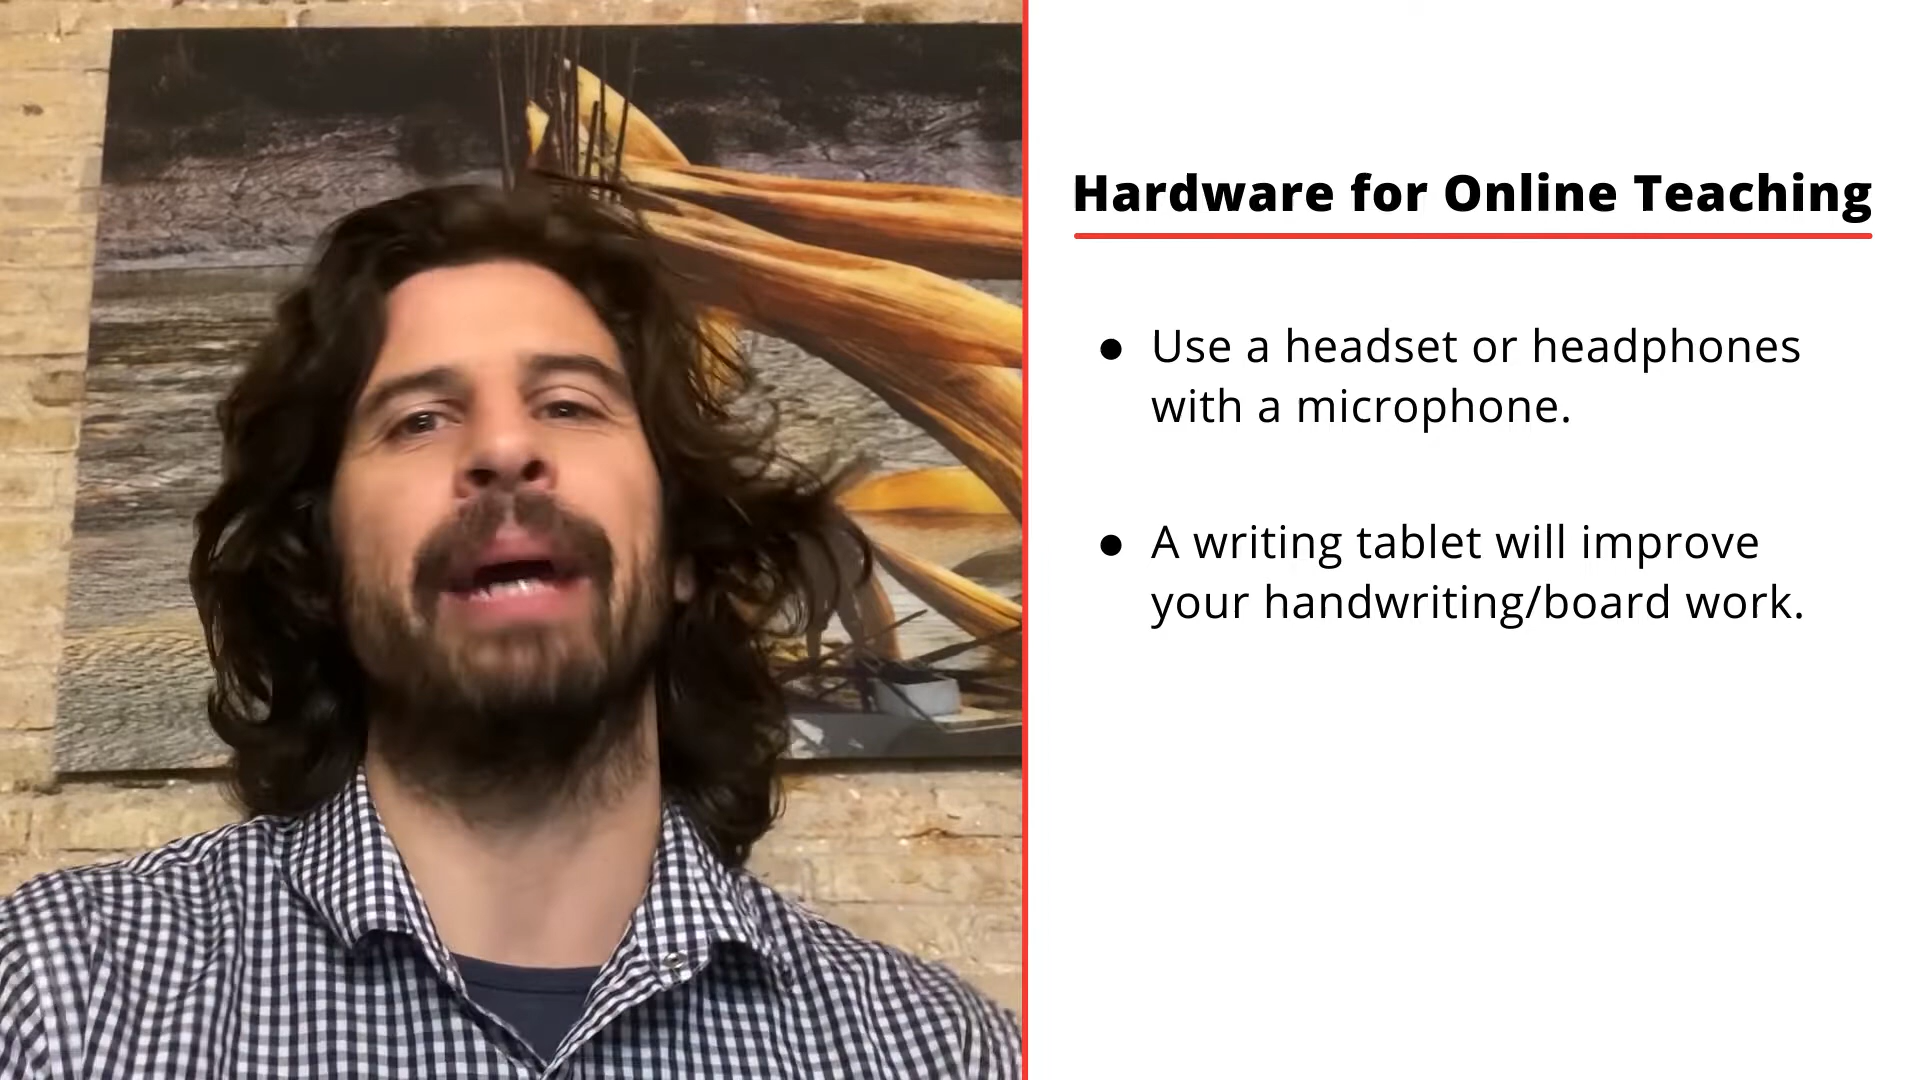 Hardware for Online Teaching
● Use a headset or headphones
with a microphone.
● A writing tablet will improve
your handwriting/board work.